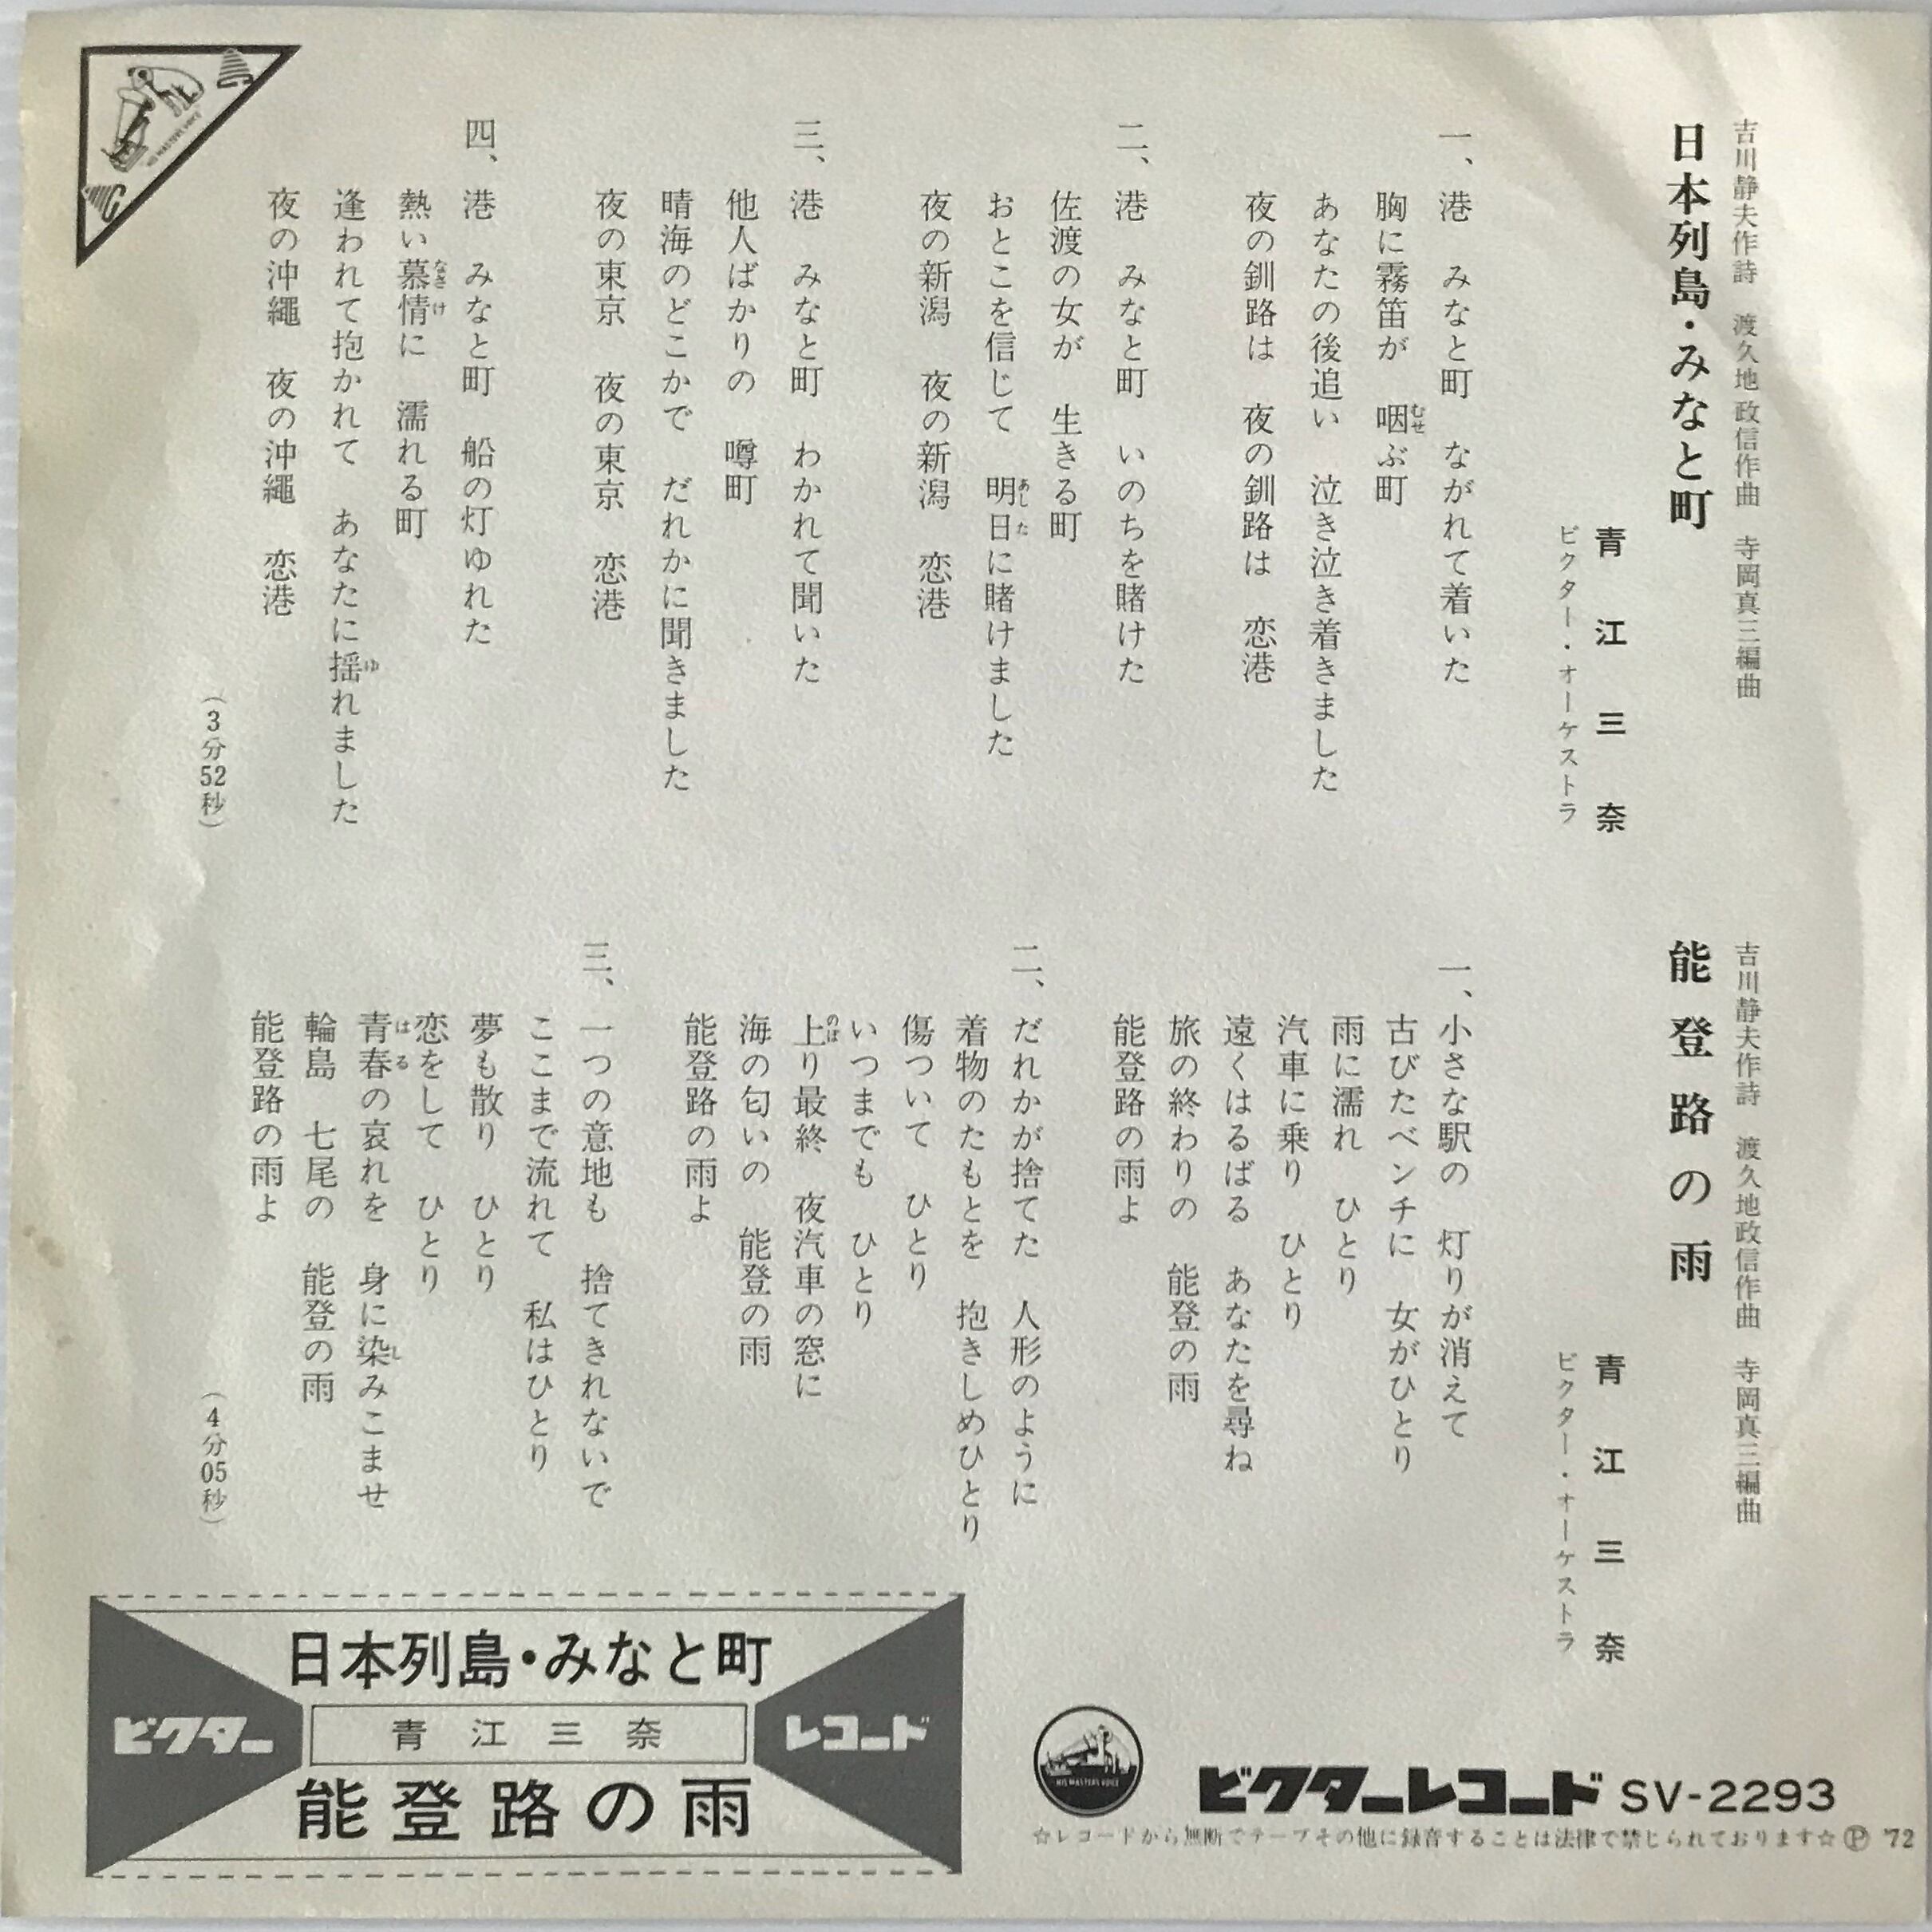 吉川静夫作詩 渡久地政信作曲 寺岡真三編曲
日本列島・みなと町
青江三奈
ビクター・オーケストラ
一、港 みなと町 ながれて着いた
胸に霧笛が 咽ぶ町
むせ
あなたの後追い 泣き泣き着きました
夜の釧路は 夜の釧路は 恋港
二、港 みなと町 いのちを賭けた
佐渡の女が 生きる町
おとこを信じて 明日に賭けました
あした
夜の新潟 夜の新潟 恋港
三、港 みなと町 わかれて聞いた
他人ばかりの 噂町
晴海のどこかで だれかに聞きました
夜の東京 夜の東京 恋港
四、港 みなと町 船の灯ゆれた
熱い慕情に 濡れる町
なさけ
逢われて抱かれて あなたに揺れました
ゆ
夜の沖繩 夜の沖繩 恋港
(3分52秒)
吉川静夫作詩 渡久地政信作曲 寺岡真三編曲
能登路の雨
青江三奈
ビクター・オーケストラ
一、小さな駅の 灯りが消えて
古びたベンチに 女がひとり
雨に濡れ ひとり
汽車に乗り ひとり
遠くはるばる あなたを尋ね
旅の終わりの 能登の雨
能登路の雨よ
二、だれかが捨てた 人形のように
着物のたもとを 抱きしめひとり
傷ついて ひとり
いつまでも ひとり
上り最終 夜汽車の窓に
のぼ
海の匂いの 能登の雨
能登路の雨よ
三、一つの意地も 捨てきれないで
ここまで流れて 私はひとり
夢も散り ひとり
恋をして ひとり
青春の哀れを 身に染みこませ
はる し
輪島 七尾の 能登の雨
能登路の雨よ
(4分05秒)
日本列島・みなと町
ビクター 青江三奈 レコード
能登路の雨
HIS MASTERS VOICE
ビクターレコード SV-2293
☆レコードから無断でテープその他に録音することは法律で禁じられております☆ Ⓟ '72